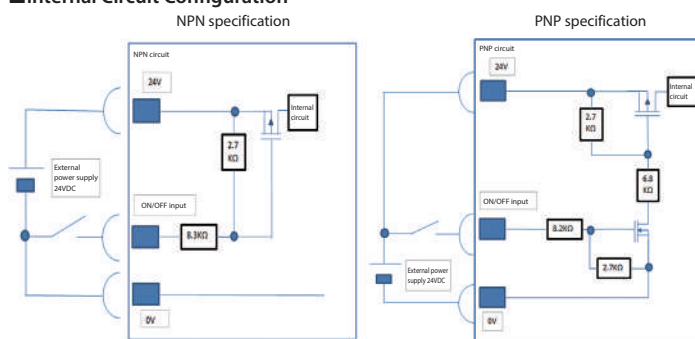 ■Internal Circuit Configuration
NPN specification
NPN circuit
24V
Internal
circuit
2.7
KΩ
External
power supply
24VDC
ON/OFF input
8.3KΩ
0V
PNP specification
PNP circuit
24V
Internal
circuit
2.7
KΩ
6.8
KΩ
ON/OFF input
8.2KΩ
2.7KΩ
External power
supply 24VDC
0V